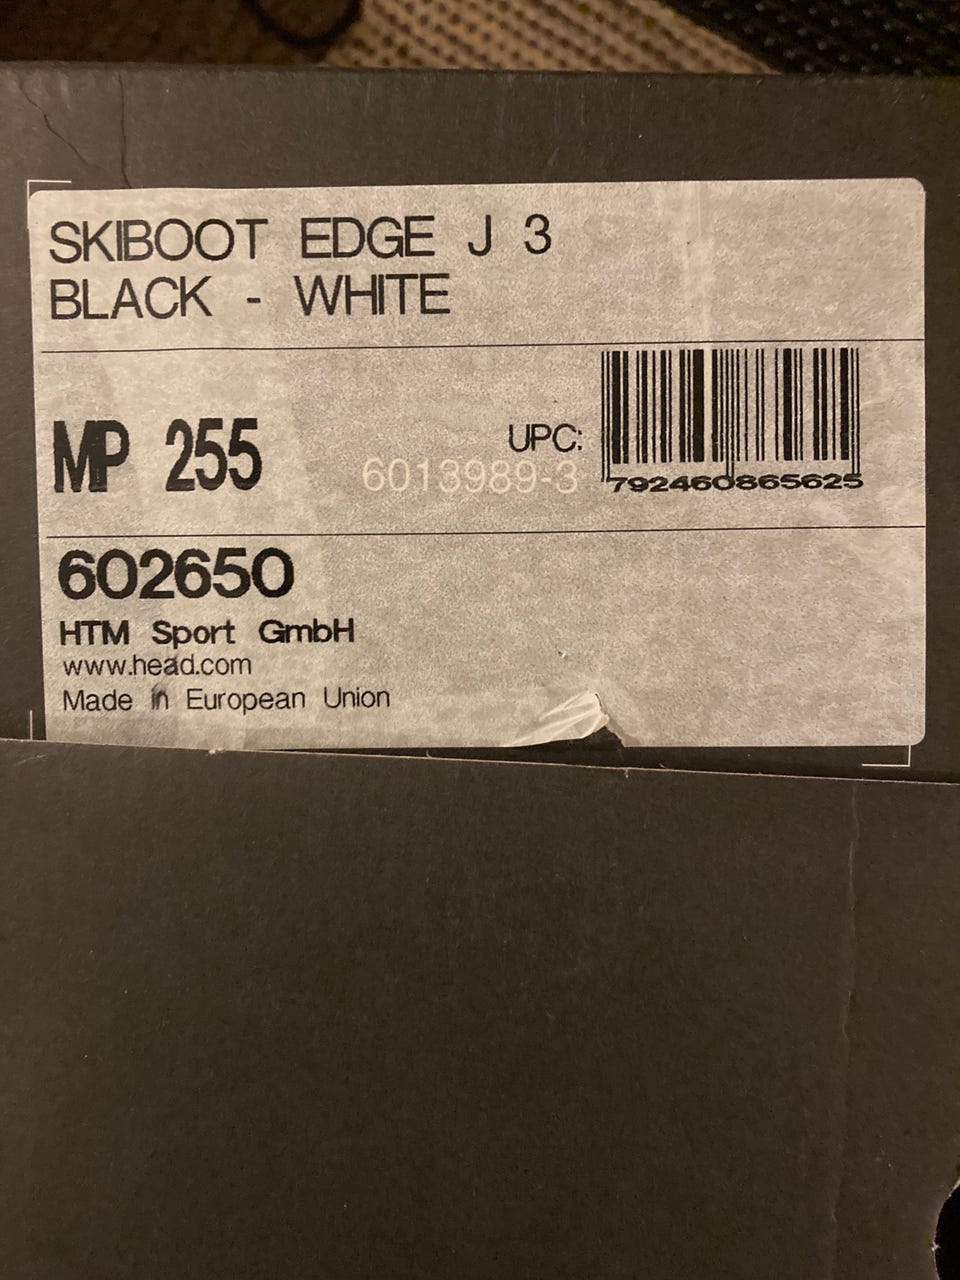 SKIBOOT EDGE J 3
BLACK - WHITE
MP 255
UPC:
6013989-3
792460865625
602650
HTM Sport GmbH
www.head.com
Made in European Union